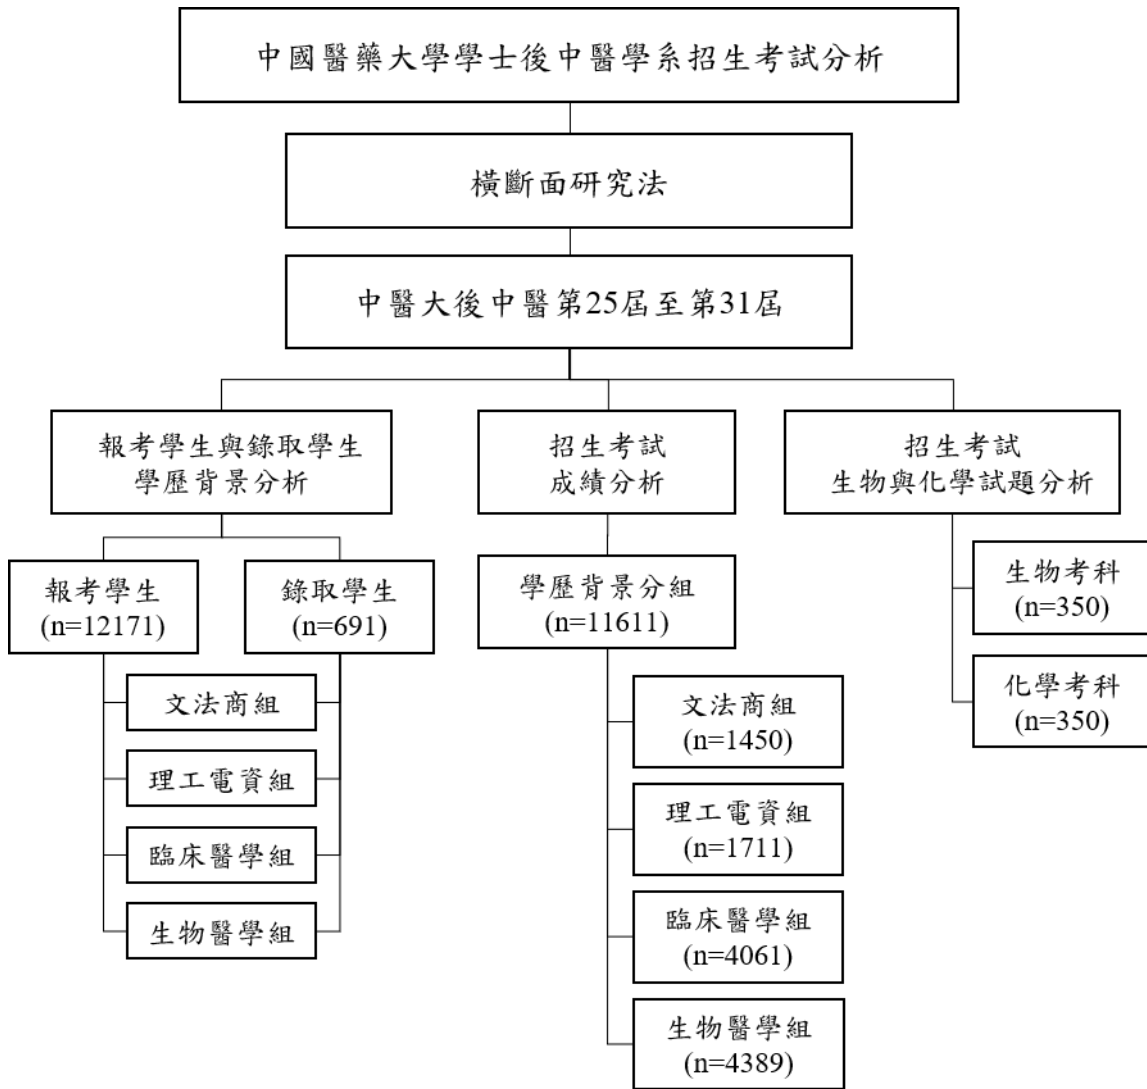 中國醫藥大學學士後中醫學系招生考試分析
橫斷面研究法
中醫大後中醫第25屆至第31屆
報考學生與錄取學生
學歷背景分析
招生考試
成績分析
招生考試
生物與化學試題分析
報考學生
(n=12171)
錄取學生
(n=691)
文法商組
理工電資組
臨床醫學組
生物醫學組
學歷背景分組
(n=11611)
文法商組
(n=1450)
理工電資組
(n=1711)
臨床醫學組
(n=4061)
生物醫學組
(n=4389)
生物考科
(n=350)
化學考科
(n=350)